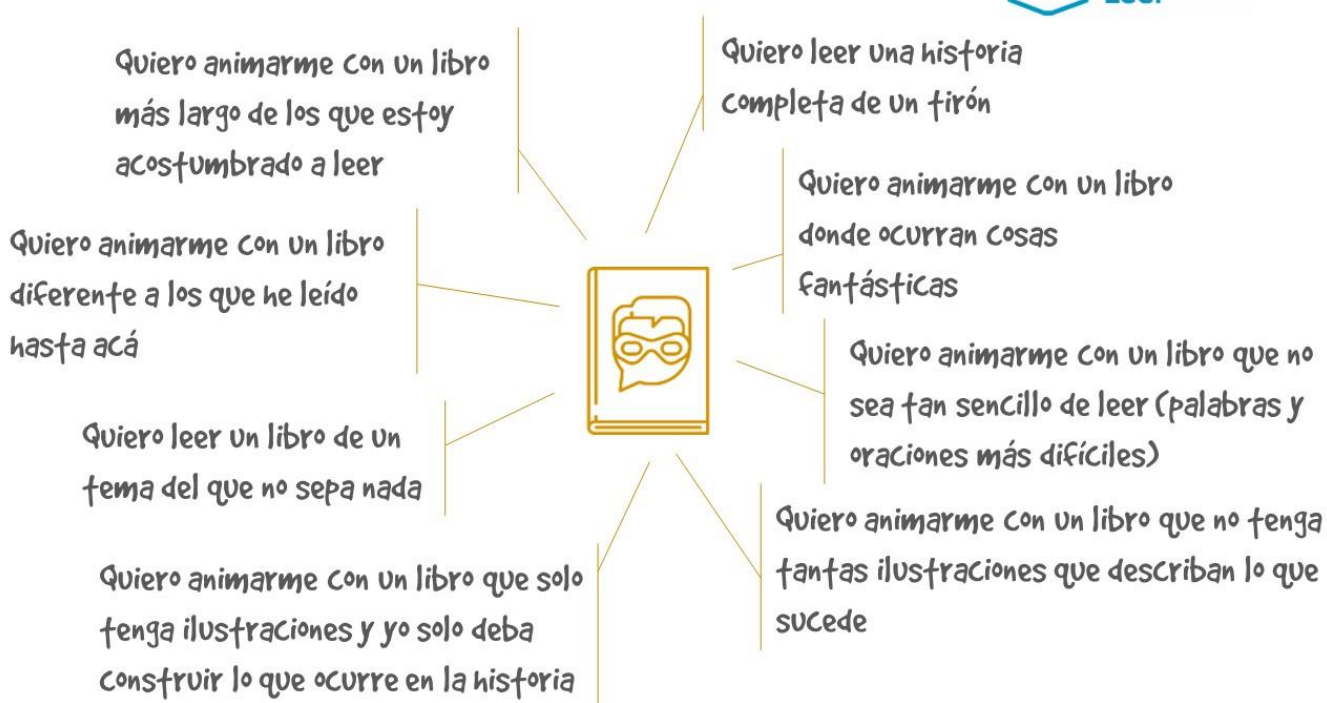 Quiero animarme con un libro
más largo de los que estoy
acostumbrado a leer
Quiero leer una historia
completa de un tirón
Quiero animarme con un libro
donde ocurran cosas
fantásticas
Quiero animarme con un libro
diferente a los que he leído
hasta acá
Quiero animarme con un libro que no
sea tan sencillo de leer (palabras y
oraciones más difíciles)
Quiero leer un libro de un
tema del que no sepa nada
Quiero animarme con un libro que no tenga
tantas ilustraciones que describan lo que
sucede
Quiero animarme con un libro que solo
tenga ilustraciones y yo solo deba
construir lo que ocurre en la historia